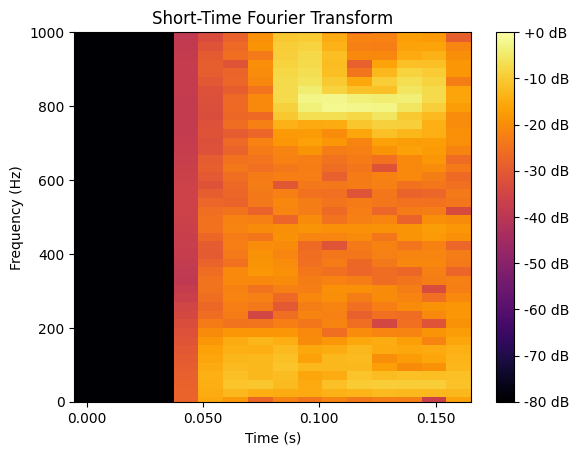 Short-Time Fourier Transform
1000
800
600
400
200
0
Frequency (Hz)
0.000
0.050
0.100
0.150
Time (s)
+0 dB
-10 dB
-20 dB
-30 dB
-40 dB
-50 dB
-60 dB
-70 dB
-80 dB